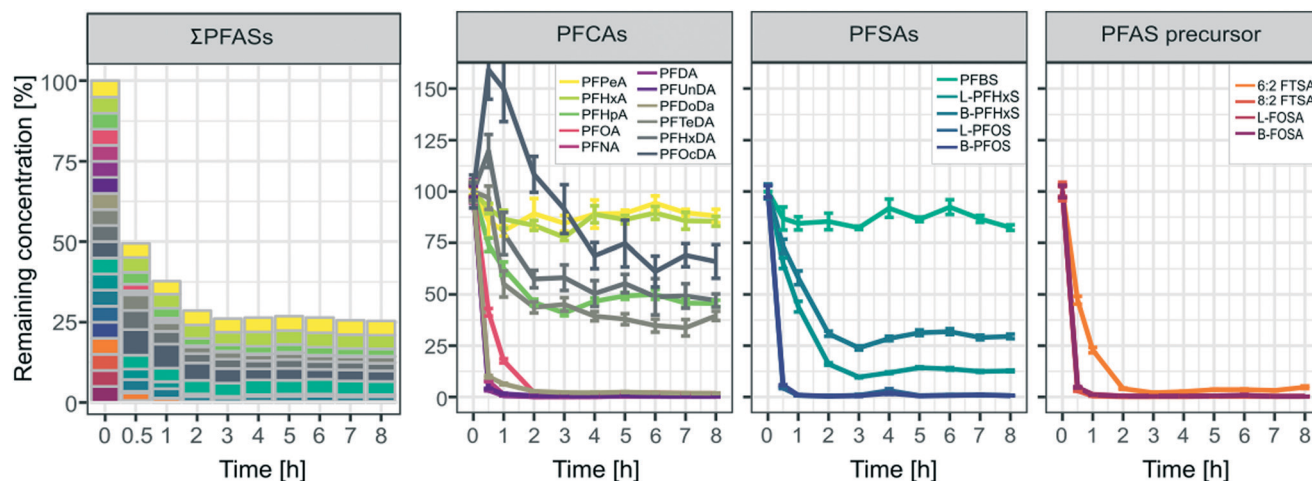 ΣPFASs
PFCAs
PFSAs
PFAS precursor
Remaining concentration [%]
100
75
50
25
0
0 0.5 1 2 3 4 5 6 7 8
Time [h]
150
125
100
75
50
25
0
PFPeA
PFHxA
PFHpA
PFOA
PFNA
PFDA
PFUnDA
PFDoDa
PFTeDA
PFHxDA
PFOcDA
0 1 2 3 4 5 6 7 8
Time [h]
PFBS
L-PFHxS
B-PFHxS
L-PFOS
B-PFOS
0 1 2 3 4 5 6 7 8
Time [h]
6:2 FTSA
8:2 FTSA
L-FOSA
B-FOSA
0 1 2 3 4 5 6 7 8
Time [h]